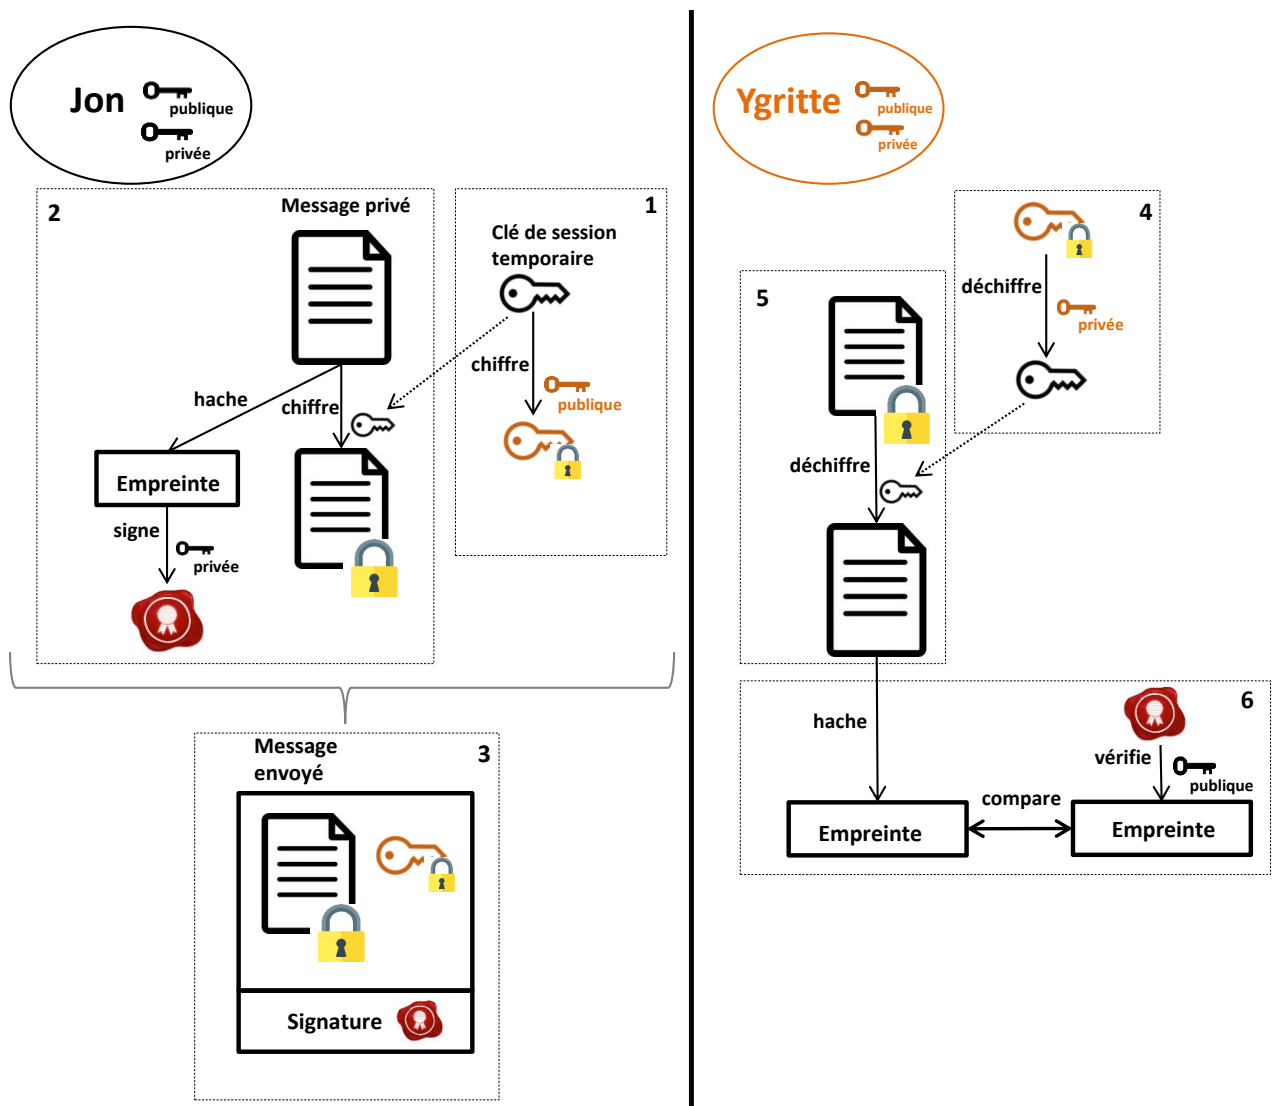 Jon
publique
privée
2
Message privé
hache
chiffre
Empreinte
signe
privée
1
Clé de session
temporaire
chiffre
publique
3
Message
envoyé
Signature
Ygritte
publique
privée
4
déchiffre
privée
5
déchiffre
6
hache
vérifie
publique
compare
Empreinte
Empreinte